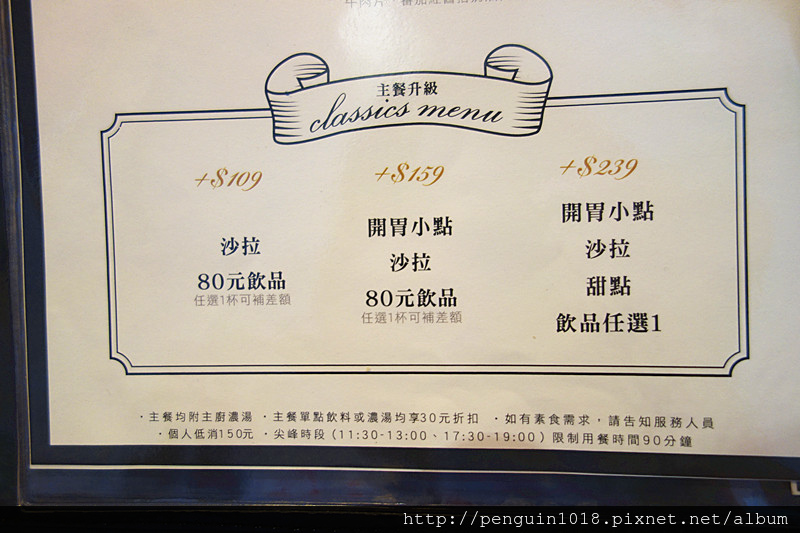 主餐升級
classics menu
+$109
沙拉
80元飲品
任選1杯可補差額
+$159
開胃小點
沙拉
80元飲品
任選1杯可補差額
+$239
開胃小點
沙拉
甜點
飲品任選1
·主餐均附主廚濃湯 ·主餐單點飲料或濃湯均享30元折扣 ·如有素食需求，請告知服務人員
·個人低消150元 ·尖峰時段（11:30-13:00、17:30-19:00）限制用餐時間90分鐘
http://penguin1018.pixnet.net/album